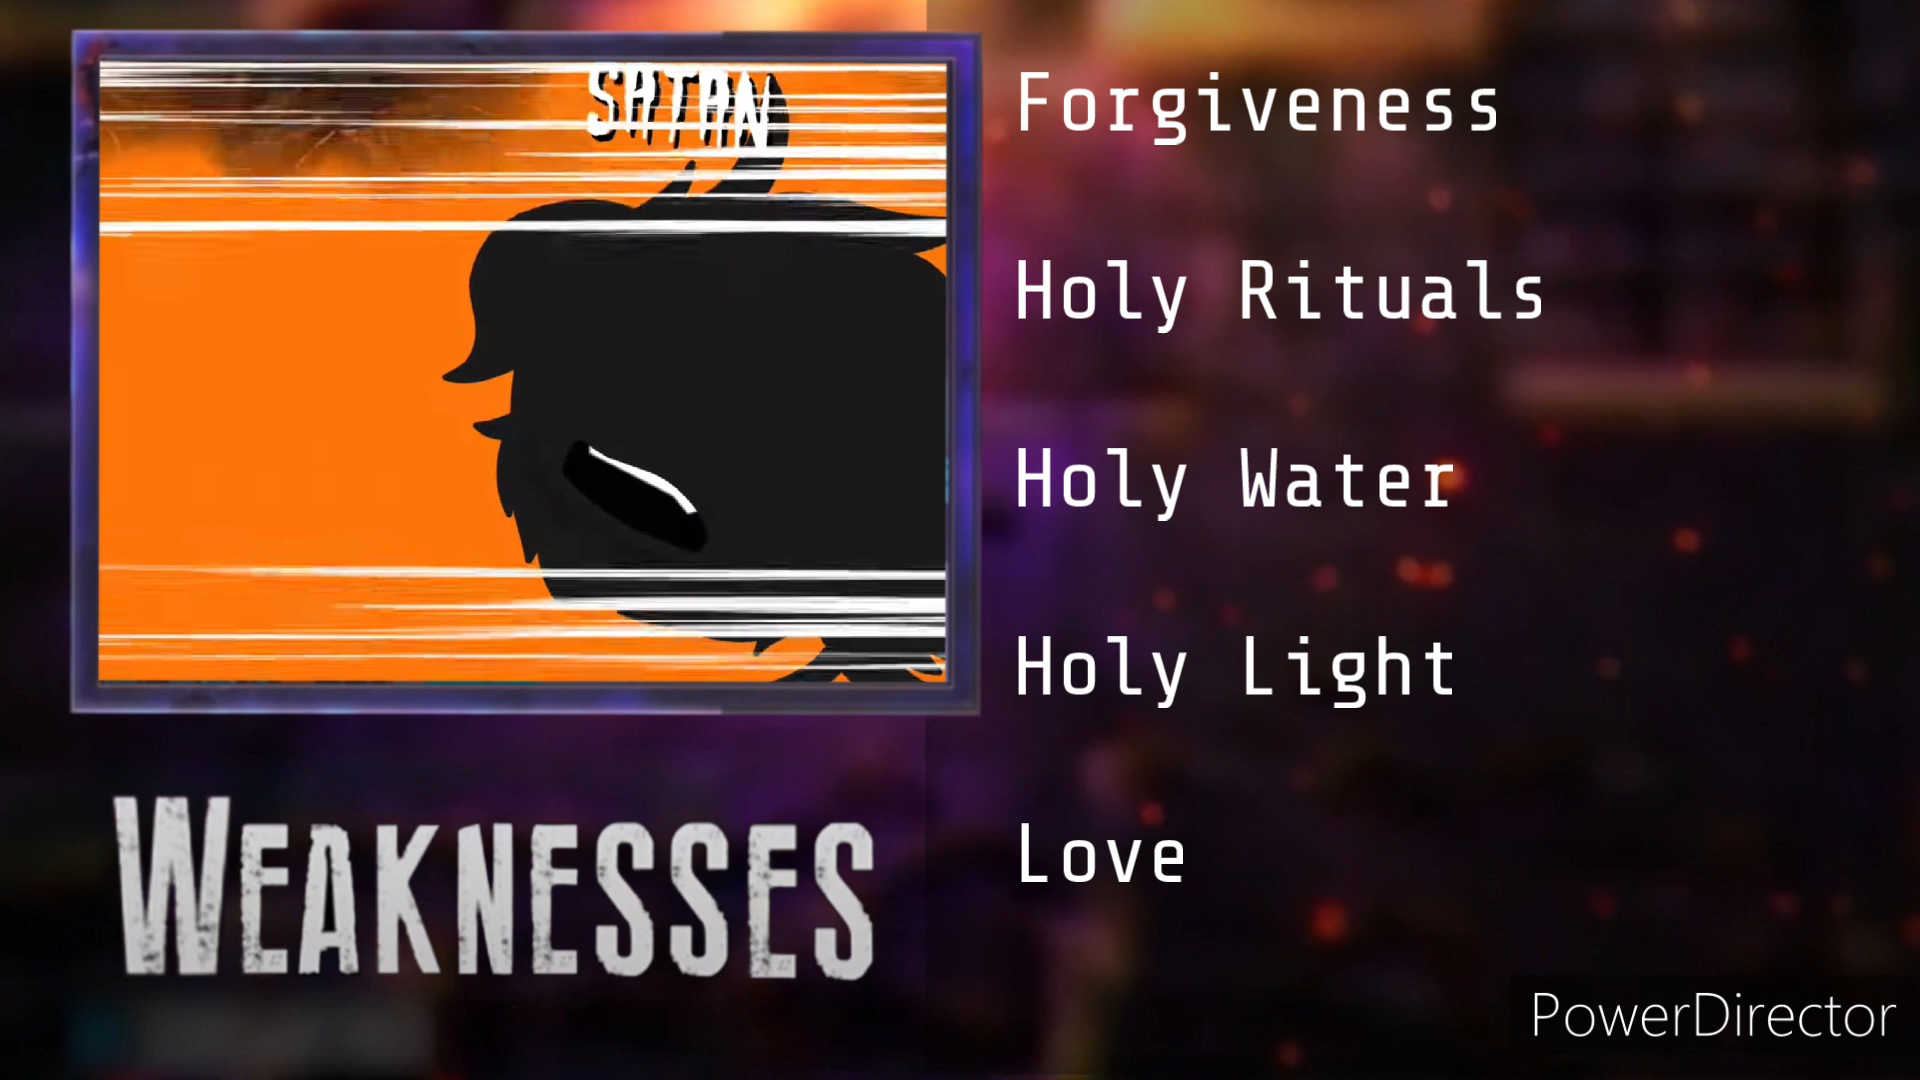 SATAN
Forgiveness
Holy Rituals
Holy Water
Holy Light
Love
WEAKNESSES
PowerDirector